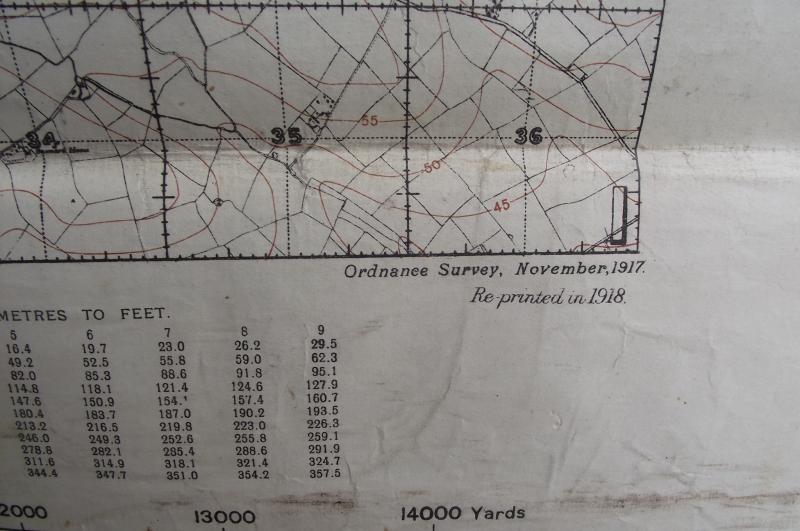 34
35
36
55
50
45
Ordnance Survey, November, 1917.
Re-printed in 1918.
METRES TO FEET.
5 6 7 8 9
16.4 19.7 23.0 26.2 29.5
49.2 52.5 55.8 59.0 62.3
82.0 85.3 88.6 91.8 95.1
114.8 118.1 121.4 124.6 127.9
147.6 150.9 154. 157.4 160.7
180.4 183.7 187.0 190.2 193.5
213.2 216.5 219.8 223.0 226.3
246.0 249.3 252.6 255.8 259.1
278.8 282.1 285.4 288.6 291.9
311.6 314.9 318.1 321.4 324.7
344.4 347.7 351.0 354.2 357.5
2000 13000 14000 Yards